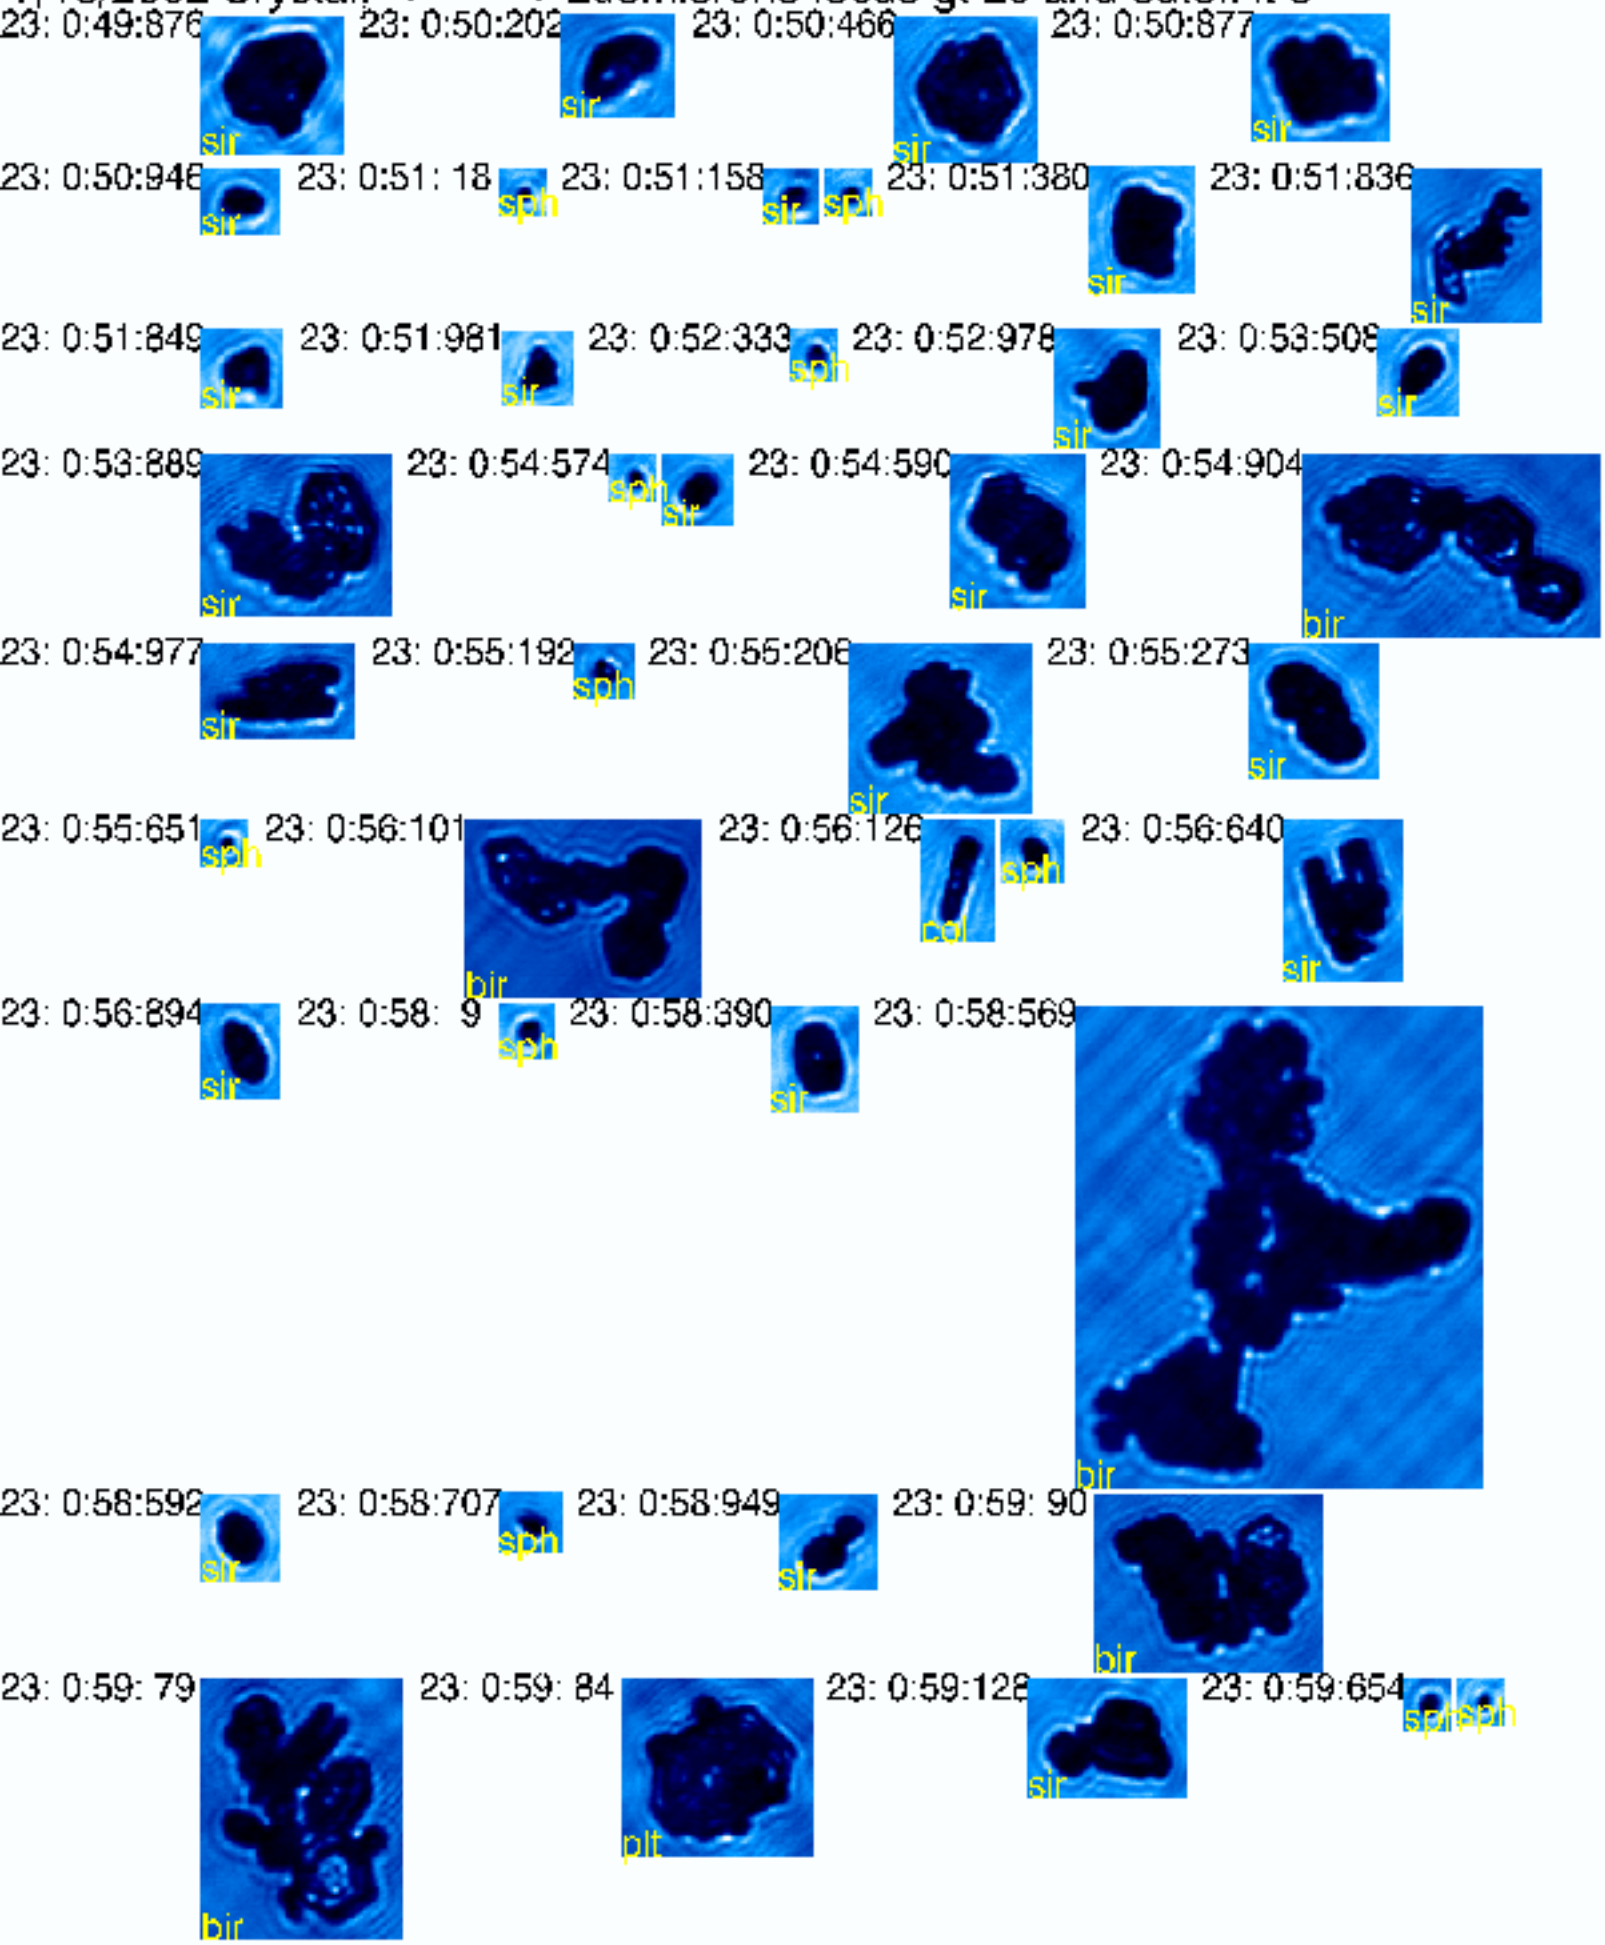 23: 0:49:876 sir 23: 0:50:202 sir 23: 0:50:466 sir 23: 0:50:877 sir
23: 0:50:946 sir 23: 0:51: 18 sph 23: 0:51:158 sir sph 23: 0:51:380 sir 23: 0:51:836 sir
23: 0:51:849 sir 23: 0:51:981 sir 23: 0:52:333 sph 23: 0:52:978 sir 23: 0:53:508 sir
23: 0:53:889 sir 23: 0:54:574 sph sir 23: 0:54:590 sir 23: 0:54:904 bir
23: 0:54:977 sir 23: 0:55:192 sph 23: 0:55:206 sir 23: 0:55:273 sir
23: 0:55:651 sph 23: 0:56:101 bir 23: 0:56:126 col sph 23: 0:56:640 sir
23: 0:56:894 sir 23: 0:58: 9 sph 23: 0:58:390 sir 23: 0:58:569 bir
23: 0:58:592 sir 23: 0:58:707 sph 23: 0:58:949 sir 23: 0:59: 90 bir
23: 0:59: 79 bir 23: 0:59: 84 plt 23: 0:59:128 sir 23: 0:59:654 sph sph